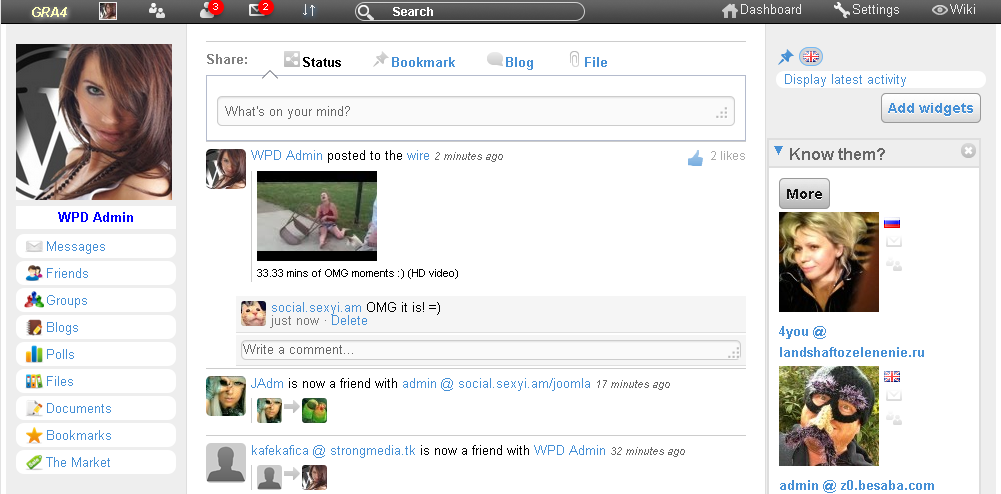 GRA4
3
2
Search
Dashboard
Settings
Wiki
WPD Admin
Messages
Friends
Groups
Blogs
Polls
Files
Documents
Bookmarks
The Market
Share:
Status
Bookmark
Blog
File
What's on your mind?
WPD Admin posted to the wire 2 minutes ago
2 likes
33.33 mins of OMG moments :) (HD video)
social.sexyi.am OMG it is! =)
just now · Delete
Write a comment...
JAdm is now a friend with admin @ social.sexyi.am/joomla 17 minutes ago
kafekafica @ strongmedia.tk is now a friend with WPD Admin 32 minutes ago
Display latest activity
Add widgets
Know them?
More
4you @
landshaftozelenenie.ru
admin @ z0.besaba.com